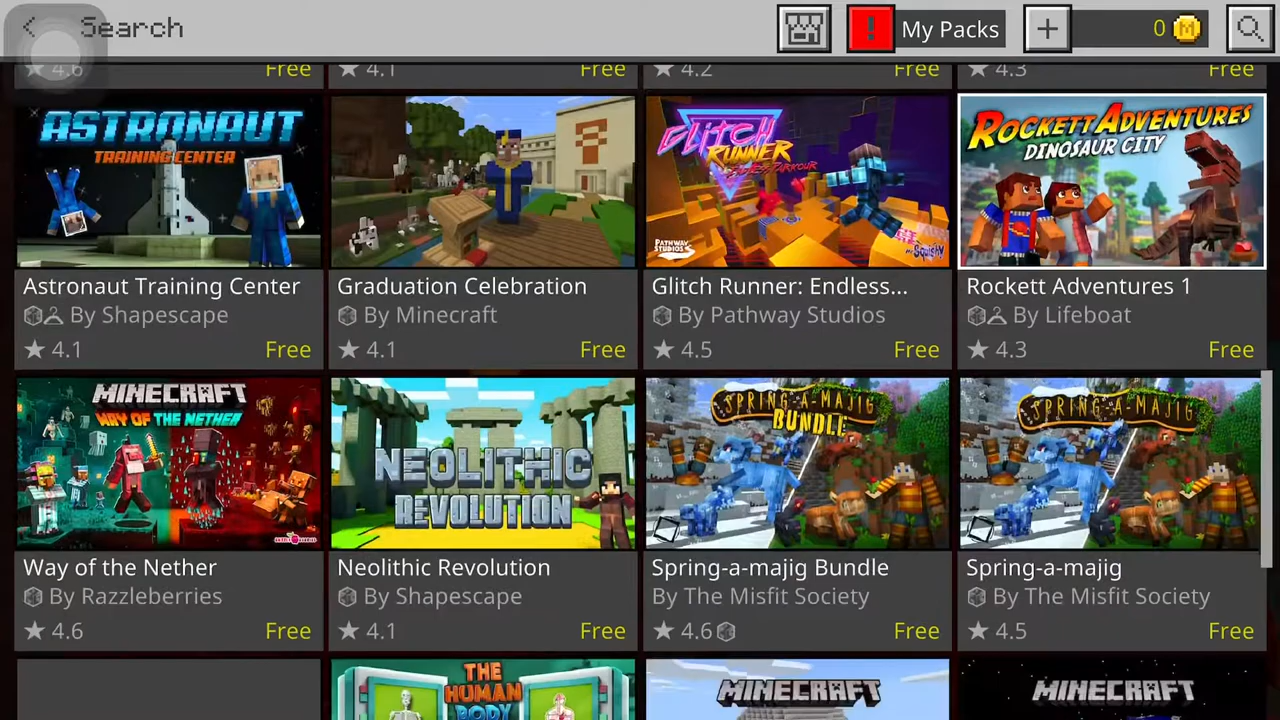 Search
!
My Packs
0
4.6 Free
4.1 Free
4.2 Free
4.3 Free
ASTRONAUT
TRAINING CENTER
GLITCH
RUNNER
PATHWAY
STUDIOS
ROCKETT ADVENTURES
DINOSAUR CITY
Astronaut Training Center
By Shapescape
4.1 Free
Graduation Celebration
By Minecraft
4.1 Free
Glitch Runner: Endless...
By Pathway Studios
4.5 Free
Rockett Adventures 1
By Lifeboat
4.3 Free
MINECRAFT
WAY OF THE NETHER
NEOLITHIC
REVOLUTION
SPRING-A-MAJIG
BUNDLE
SPRING-A-MAJIG
Way of the Nether
By Razzleberries
4.6 Free
Neolithic Revolution
By Shapescape
4.1 Free
Spring-a-majig Bundle
By The Misfit Society
4.6 Free
Spring-a-majig
By The Misfit Society
4.5 Free
THE
HUMAN
BODY
MINECRAFT
MINECRAFT